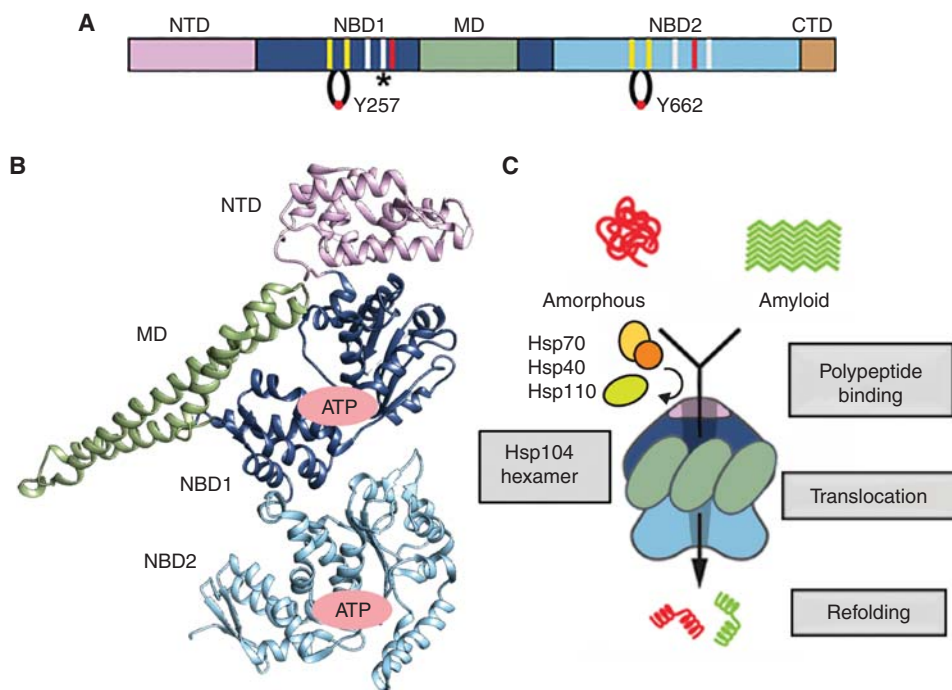 A
NTD
NBD1
MD
NBD2
CTD
*
Y257
Y662
B
NTD
MD
ATP
NBD1
NBD2
ATP
C
Amorphous
Amyloid
Hsp70
Hsp40
Hsp110
Polypeptide
binding
Hsp104
hexamer
Translocation
Refolding